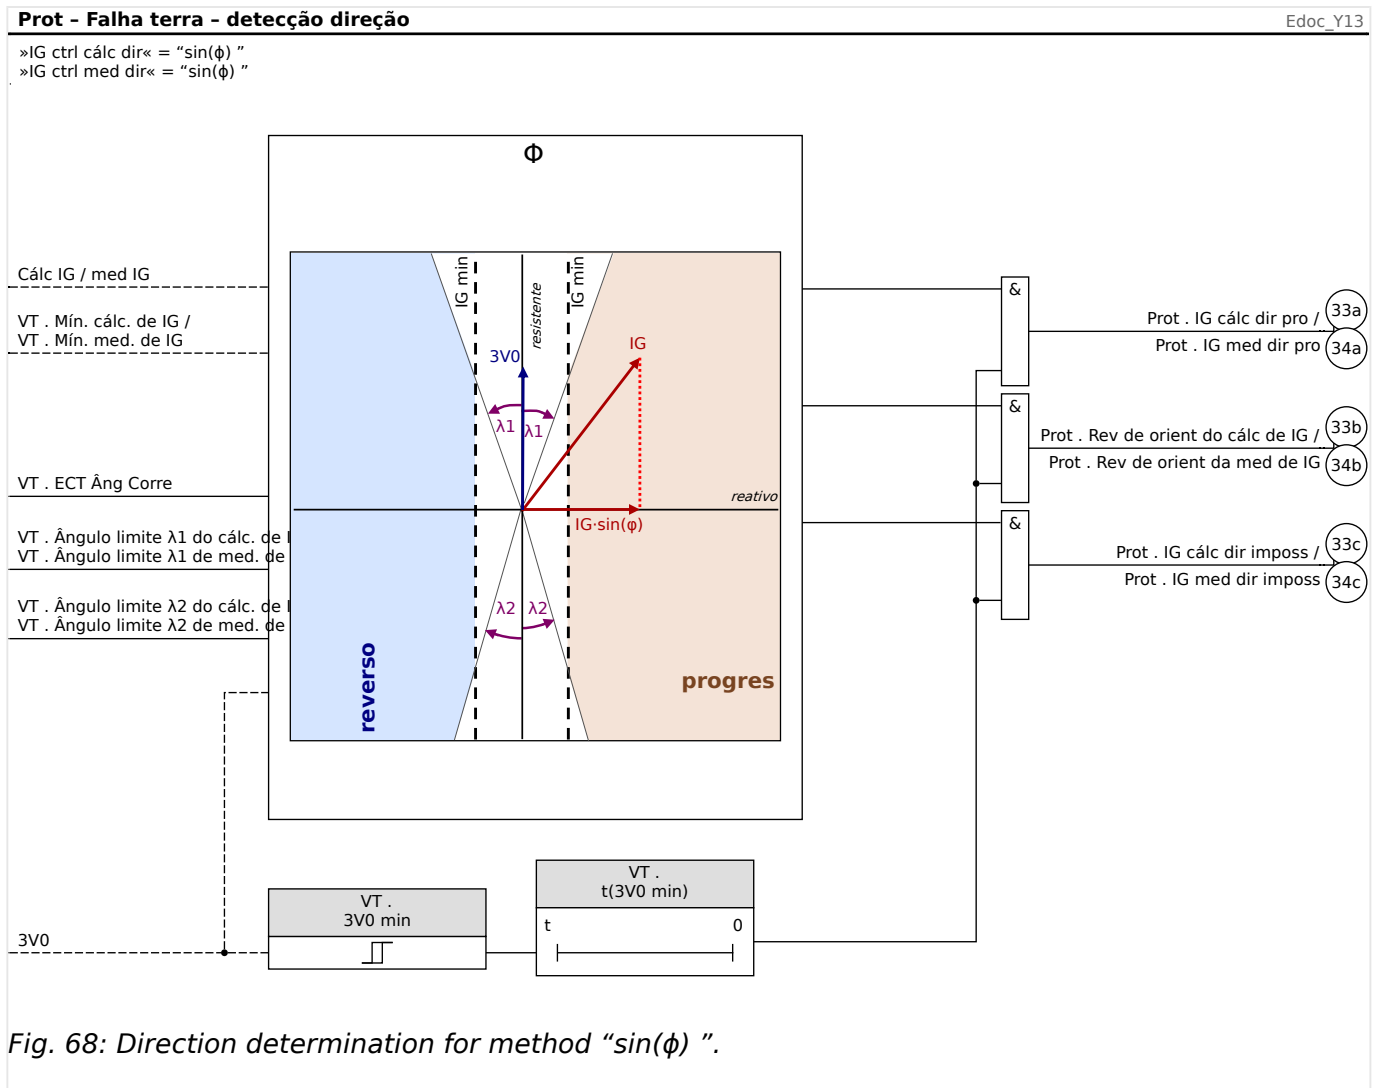 Prot – Falha terra – detecção direção
Edoc_Y13
»IG ctrl cálc dir« = “sin(ϕ) ”
»IG ctrl med dir« = “sin(ϕ) ”
Φ
Cálc IG / med IG
VT . Mín. cálc. de IG /
VT . Mín. med. de IG
VT . ECT Âng Corre
VT . Ângulo limite λ1 do cálc. de I
VT . Ângulo limite λ1 de med. de
VT . Ângulo limite λ2 do cálc. de I
VT . Ângulo limite λ2 de med. de
3V0
IG min
resistente
IG min
3V0
IG
λ1
λ1
reativo
IG·sin(φ)
λ2
λ2
reverso
progres
&
Prot . IG cálc dir pro /
33a
Prot . IG med dir pro
34a
&
Prot . Rev de orient do cálc de IG /
33b
Prot . Rev de orient da med de IG
34b
&
Prot . IG cálc dir imposs /
33c
Prot . IG med dir imposs
34c
VT .
3V0 min
VT .
t(3V0 min)
t
0
Fig. 68: Direction determination for method “sin(ϕ) ”.